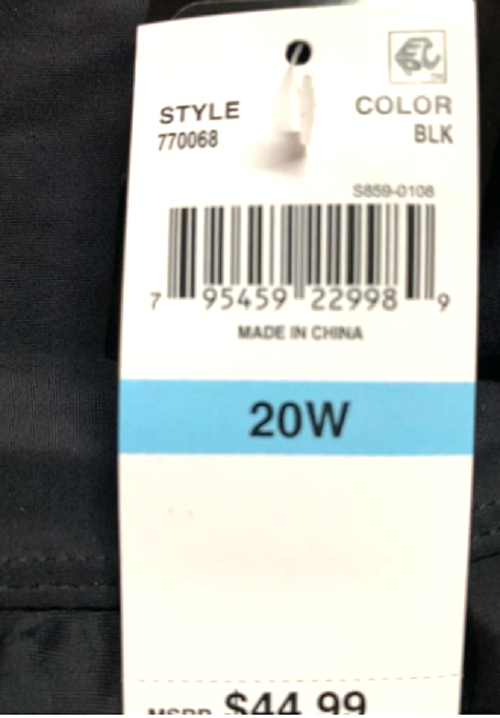 STYLE
770068
COLOR
BLK
S859-0108
7 95459 22998 9
MADE IN CHINA
20W
MSRP $44.99